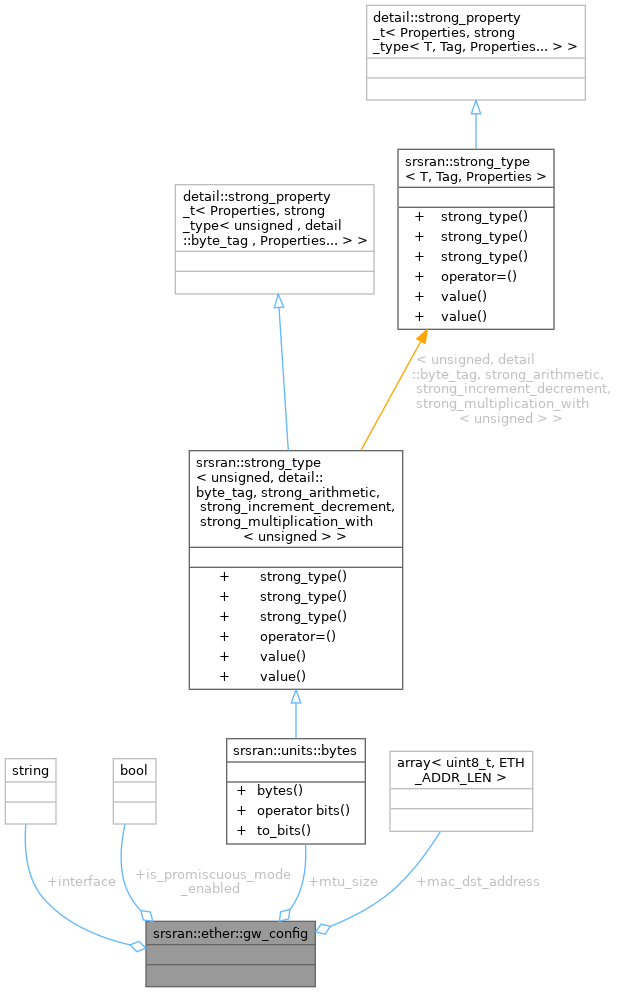 detail::strong_property
_t< Properties, strong
_type< T, Tag, Properties... > >
srsran::strong_type
< T, Tag, Properties >
+ strong_type()
+ strong_type()
+ strong_type()
+ operator=()
+ value()
+ value()
detail::strong_property
_t< Properties, strong
_type< unsigned , detail
::byte_tag , Properties... > >
< unsigned, detail
::byte_tag, strong_arithmetic,
strong_increment_decrement,
strong_multiplication_with
< unsigned > >
srsran::strong_type
< unsigned, detail::
byte_tag, strong_arithmetic,
strong_increment_decrement,
strong_multiplication_with
< unsigned > >
+ strong_type()
+ strong_type()
+ strong_type()
+ operator=()
+ value()
+ value()
string
bool
srsran::units::bytes
+ bytes()
+ operator bits()
+ to_bits()
array< uint8_t, ETH
_ADDR_LEN >
+interface
+is_promiscuous_mode
_enabled
+mtu_size
+mac_dst_address
srsran::ether::gw_config